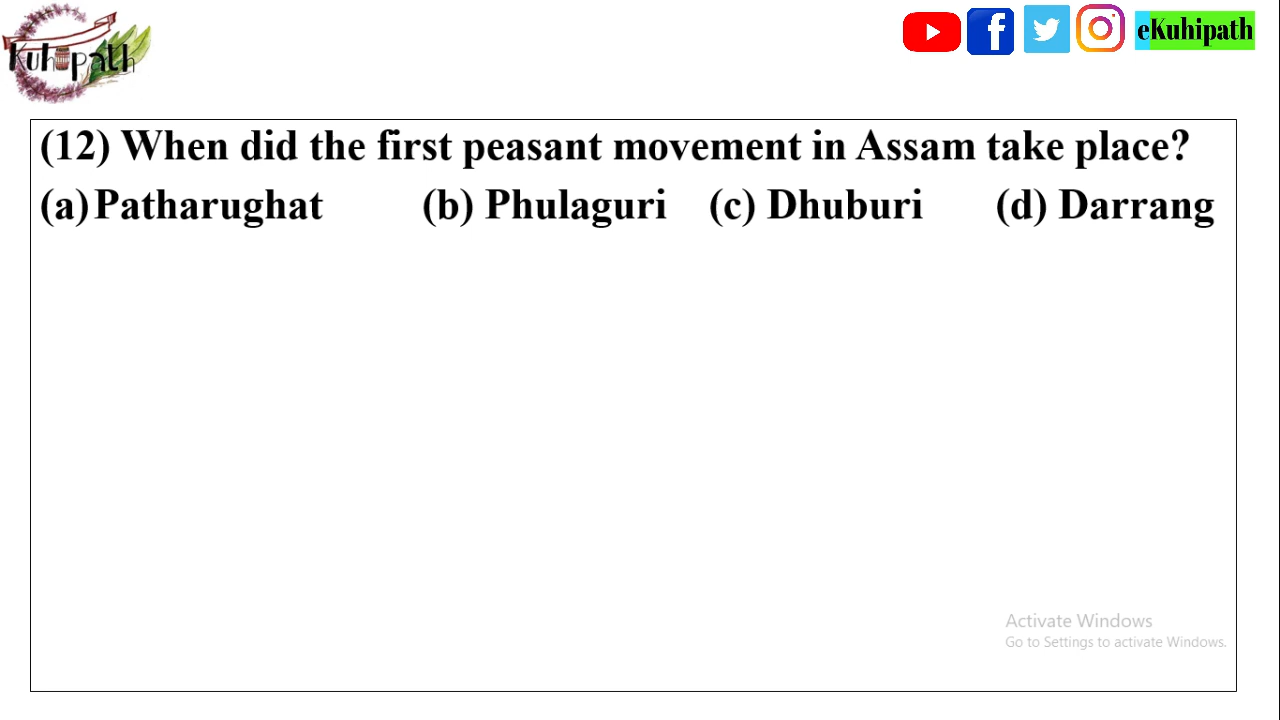 Kuhipath
eKuhipath
(12) When did the first peasant movement in Assam take place?
(a) Patharughat (b) Phulaguri (c) Dhuburi (d) Darrang
Activate Windows
Go to Settings to activate Windows.